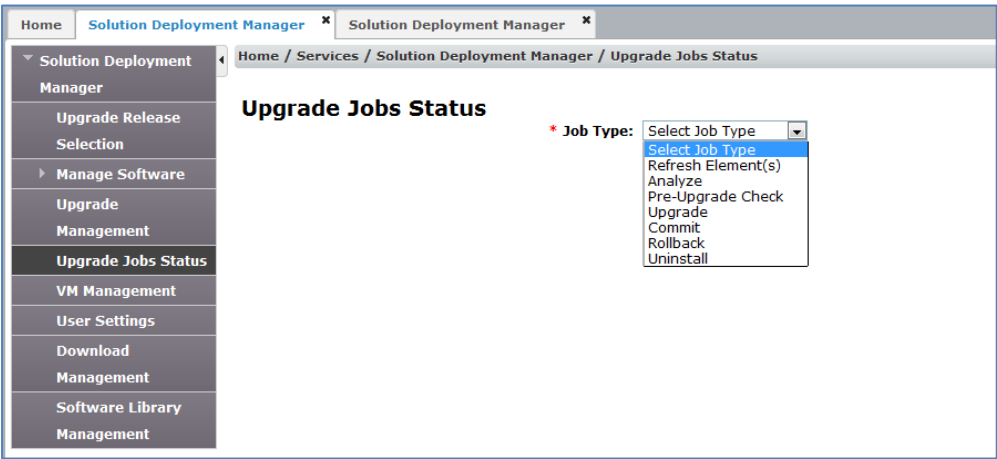 Home
Solution Deployment Manager
Solution Deployment Manager
Solution Deployment
Manager
Upgrade Release
Selection
Manage Software
Upgrade
Management
Upgrade Jobs Status
VM Management
User Settings
Download
Management
Software Library
Management
Home / Services / Solution Deployment Manager / Upgrade Jobs Status
Upgrade Jobs Status
* Job Type: Select Job Type
Select Job Type
Refresh Element(s)
Analyze
Pre-Upgrade Check
Upgrade
Commit
Rollback
Uninstall